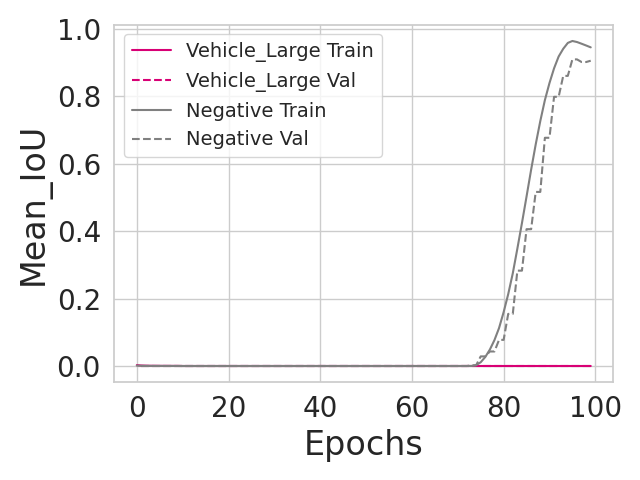 Mean_IoU
1.0
0.8
0.6
0.4
0.2
0.0
Vehicle_Large Train
Vehicle_Large Val
Negative Train
Negative Val
0 20 40 60 80 100
Epochs